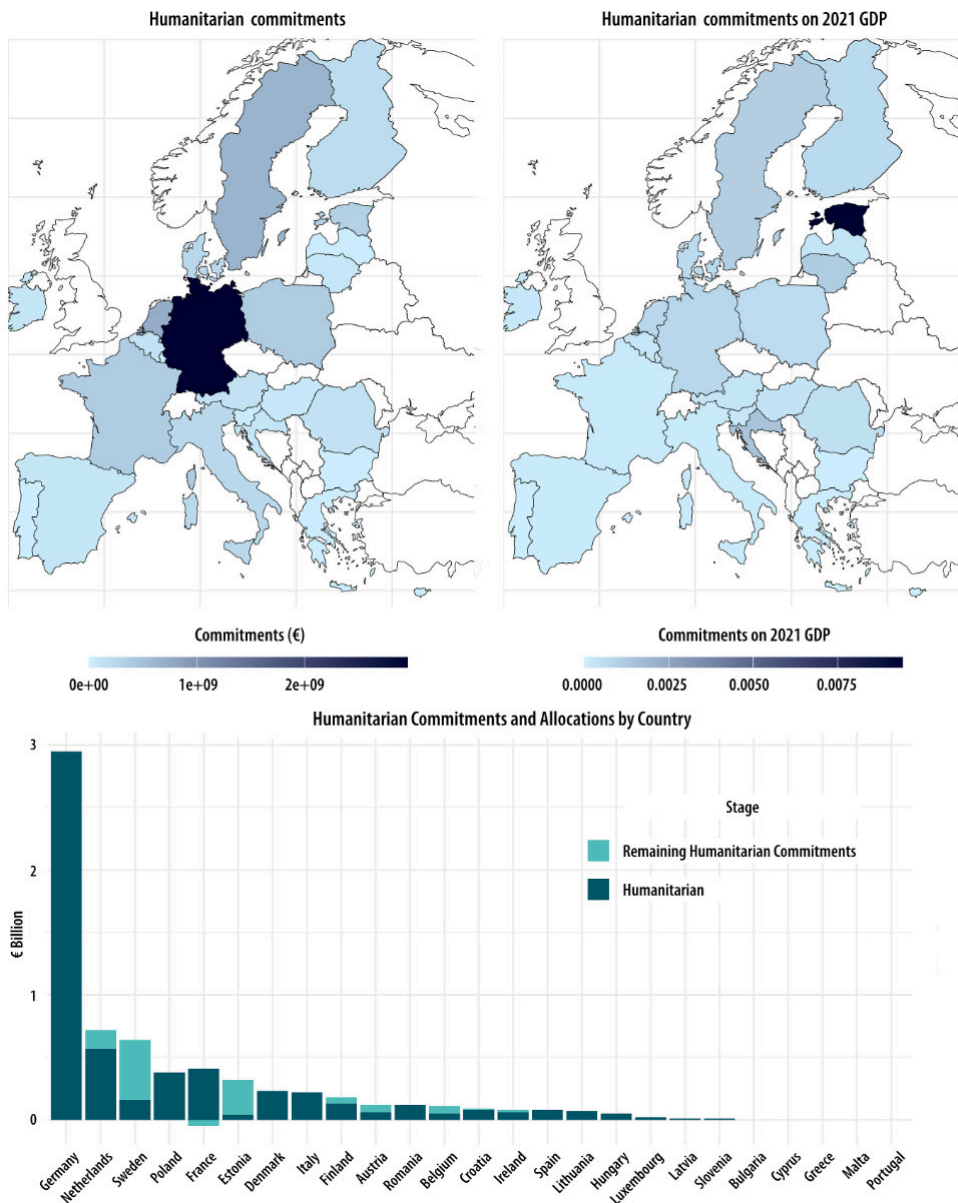 Humanitarian commitments
Humanitarian commitments on 2021 GDP
Commitments (€)
0e+00 1e+09 2e+09
Commitments on 2021 GDP
0.0000 0.0025 0.0050 0.0075
Humanitarian Commitments and Allocations by Country
3
2
1
0
€ Billion
Stage
Remaining Humanitarian Commitments
Humanitarian
Germany
Netherlands
Sweden
Poland
France
Estonia
Denmark
Italy
Finland
Austria
Romania
Belgium
Croatia
Ireland
Spain
Lithuania
Hungary
Luxembourg
Latvia
Slovenia
Bulgaria
Cyprus
Greece
Malta
Portugal